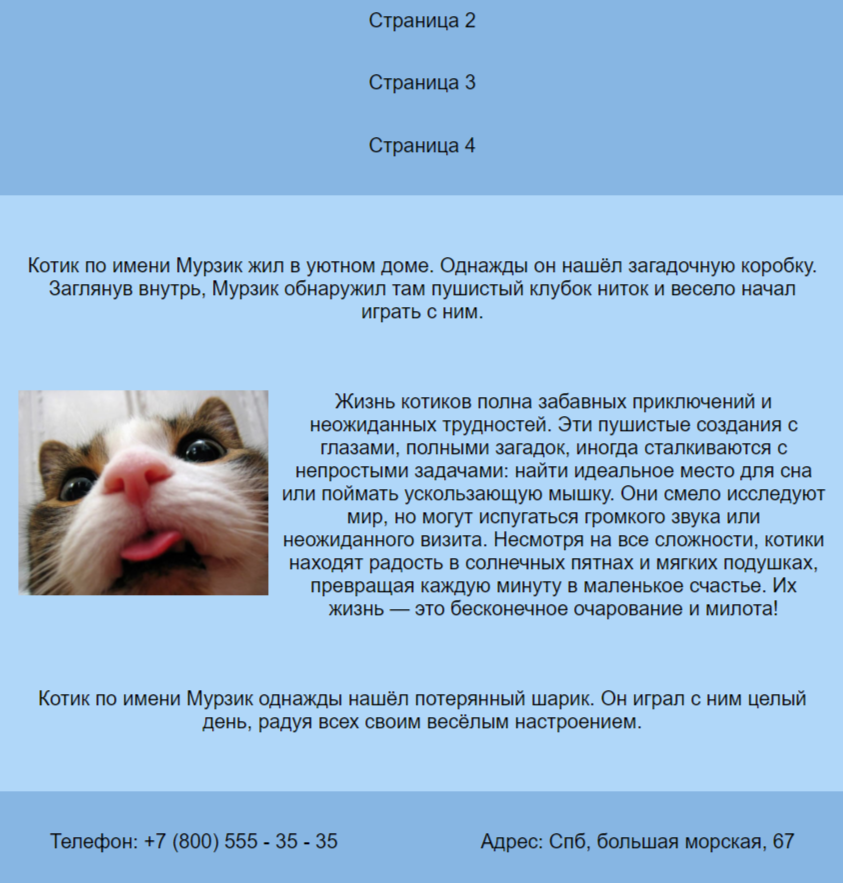 Страница 2
Страница 3
Страница 4
Котик по имени Мурзик жил в уютном доме. Однажды он нашёл загадочную коробку.
Заглянув внутрь, Мурзик обнаружил там пушистый клубок ниток и весело начал
играть с ним.
Жизнь котиков полна забавных приключений и
неожиданных трудностей. Эти пушистые создания с
глазами, полными загадок, иногда сталкиваются с
непростыми задачами: найти идеальное место для сна
или поймать ускользающую мышку. Они смело исследуют
мир, но могут испугаться громкого звука или
неожиданного визита. Несмотря на все сложности, котики
находят радость в солнечных пятнах и мягких подушках,
превращая каждую минуту в маленькое счастье. Их
жизнь — это бесконечное очарование и милота!
Котик по имени Мурзик однажды нашёл потерянный шарик. Он играл с ним целый
день, радуя всех своим весёлым настроением.
Телефон: +7 (800) 555 - 35 - 35
Адрес: Спб, большая морская, 67